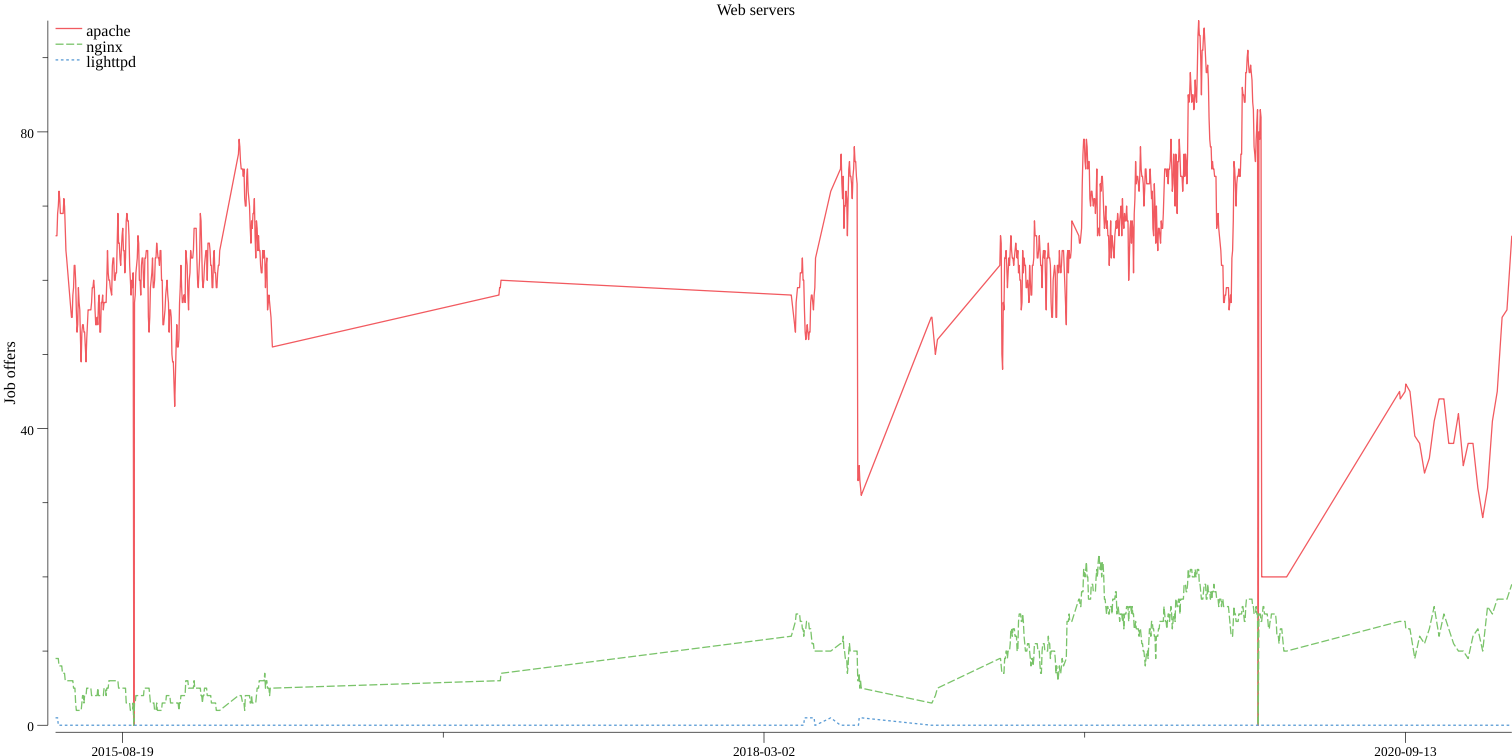 Web servers
apache
nginx
lighttpd
80
Job offers
40
0
2015-08-19
2018-03-02
2020-09-13